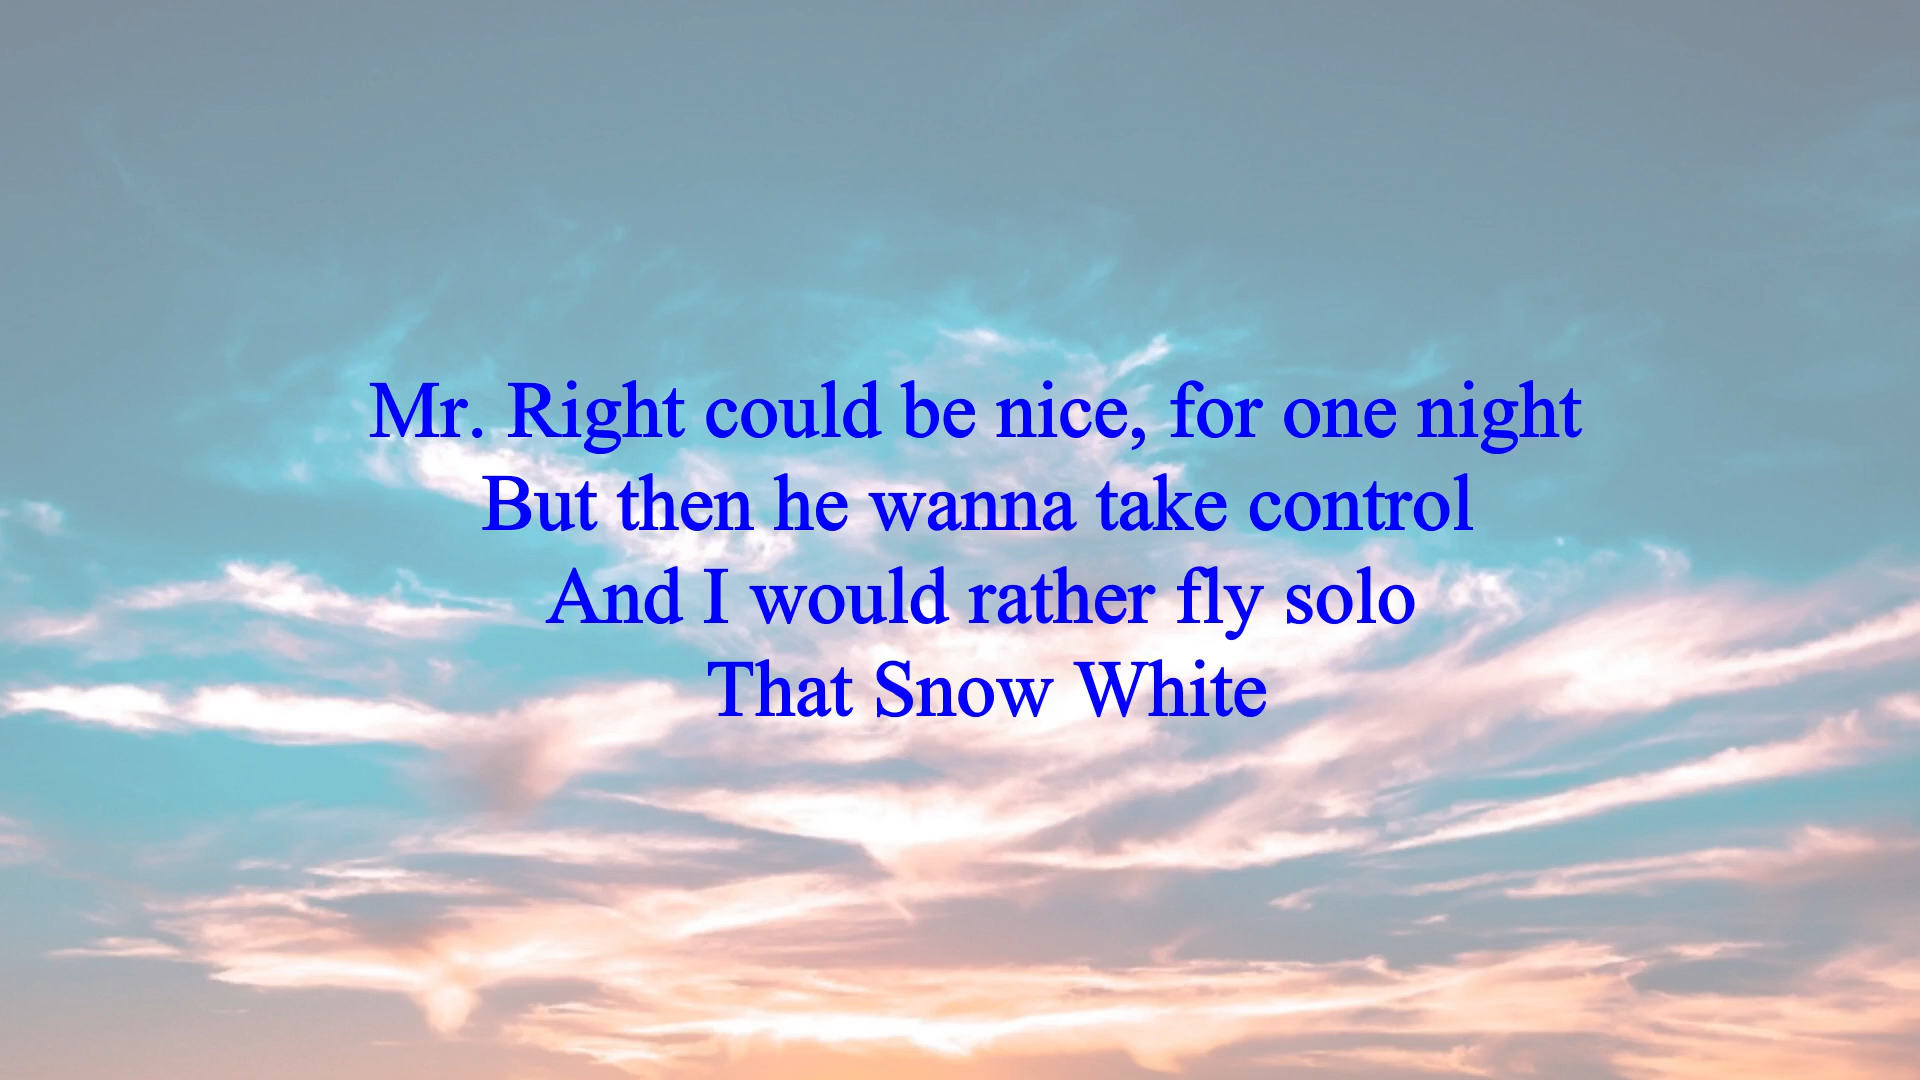 Mr. Right could be nice, for one night
But then he wanna take control
And I would rather fly solo
That Snow White